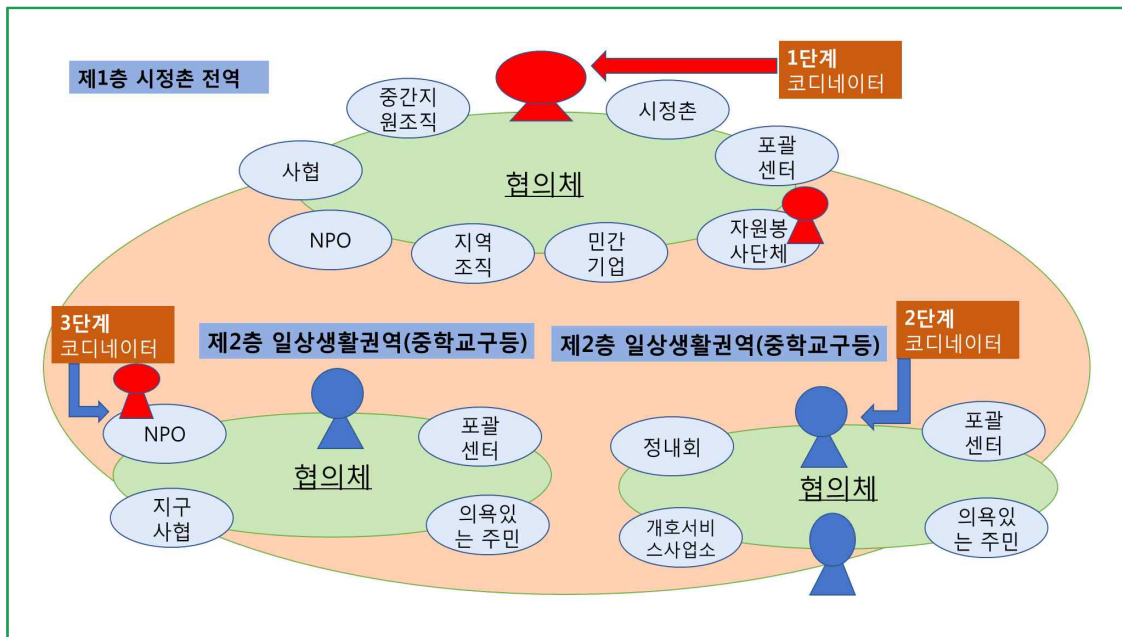 제1층 시정촌 전역
1단계
코디네이터
중간지
원조직
시정촌
사협
포괄
센터
협의체
NPO
지역
조직
민간
기업
자원봉
사단체
3단계
코디네이터
제2층 일상생활권역(중학교구등)
제2층 일상생활권역(중학교구등)
2단계
코디네이터
NPO
포괄
센터
협의체
지구
사협
의욕있
는 주민
정내회
포괄
센터
협의체
개호서비
스사업소
의욕있
는 주민